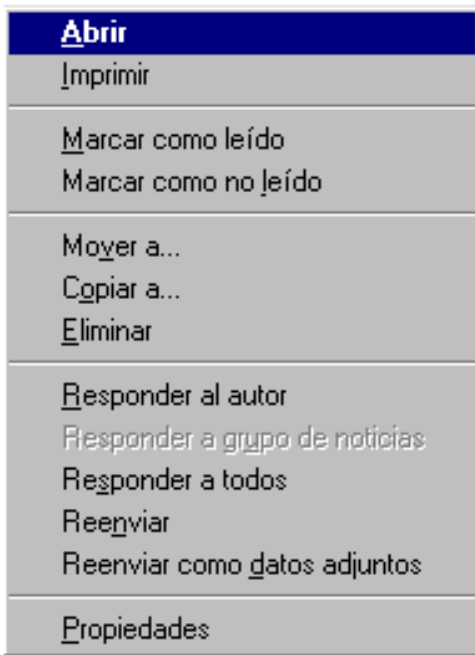 Abrir
Imprimir
Marcar como leído
Marcar como no leído
Mover a...
Copiar a...
Eliminar
Responder al autor
Responder a grupo de noticias
Responder a todos
Reenviar
Reenviar como datos adjuntos
Propiedades